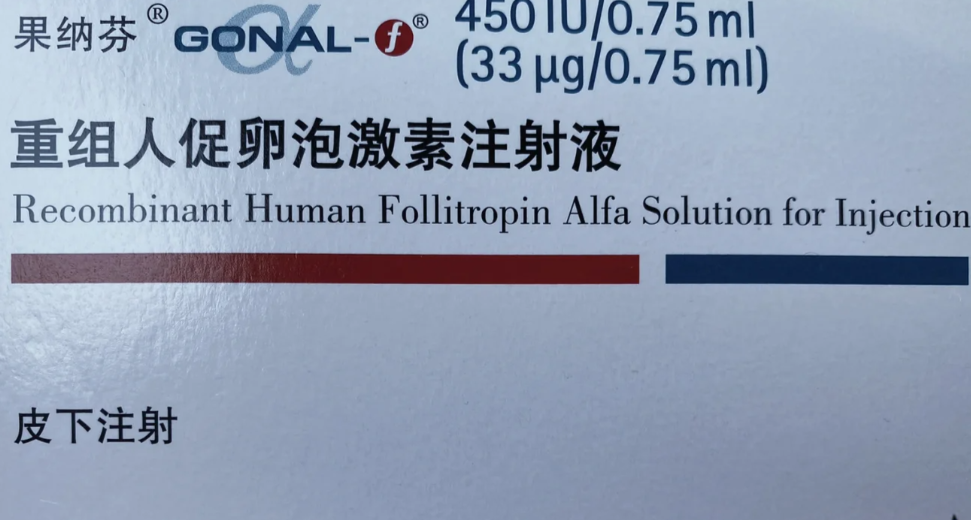 果纳芬® GONAL-f® 450 IU/0.75 ml
(33 µg/0.75 ml)
重组人促卵泡激素注射液
Recombinant Human Follitropin Alfa Solution for Injection
皮下注射